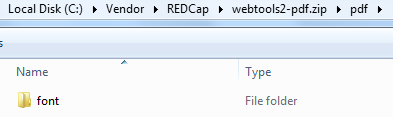 Local Disk (C:) ▸ Vendor ▸ REDCap ▸ webtools2-pdf.zip ▸ pdf ▸
Name Type
font File folder